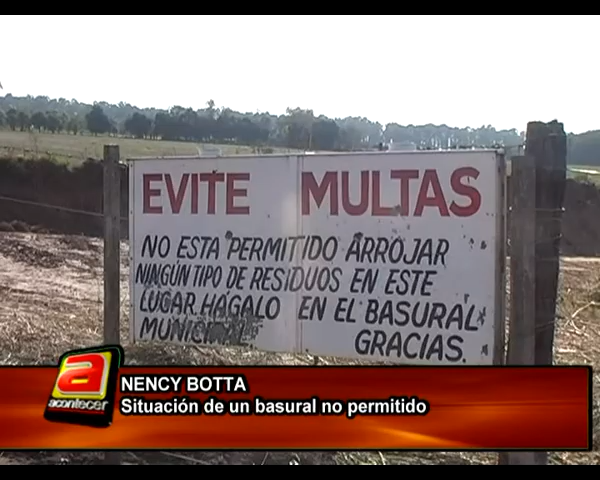 EVITE MULTAS
NO ESTA PERMITIDO ARROJAR
NINGÚN TIPO DE RESIDUOS EN ESTE
LUGAR. HAGALO EN EL BASURAL
MUNICIPAL. GRACIAS.
a
acontecer
NENCY BOTTA
Situación de un basural no permitido